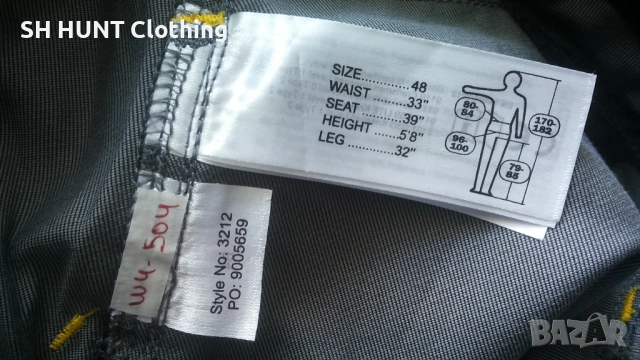 SH HUNT Clothing
SIZE............ 48
WAIST.......... 33"
SEAT........... 39"
HEIGHT........ 5'8"
LEG............. 32"
80-
84
170-
182
96-
100
79-
85
W4-504
Style No: 3212
PO: 9005659
BAZAR